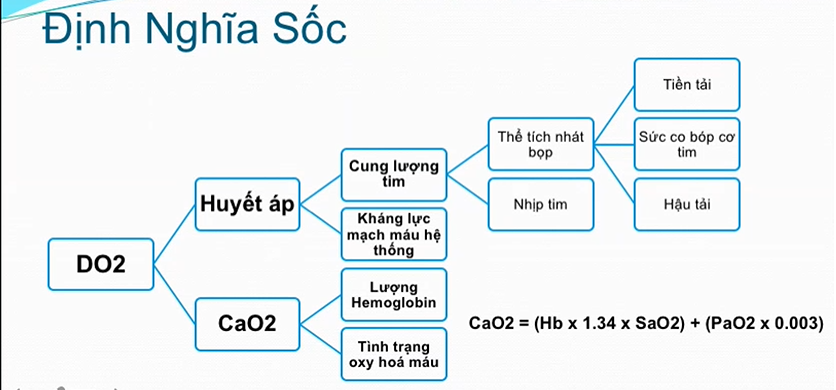 Định Nghĩa Sốc
Tiền tải
Thể tích nhát
bọp
Sức co bóp cơ
tim
Cung lượng
tim
Huyết áp
Nhịp tim
Hậu tải
Kháng lực
mạch máu hệ
thống
DO2
Lượng
Hemoglobin
CaO2
CaO2 = (Hb x 1.34 x SaO2) + (PaO2 x 0.003)
Tình trạng
oxy hoá máu